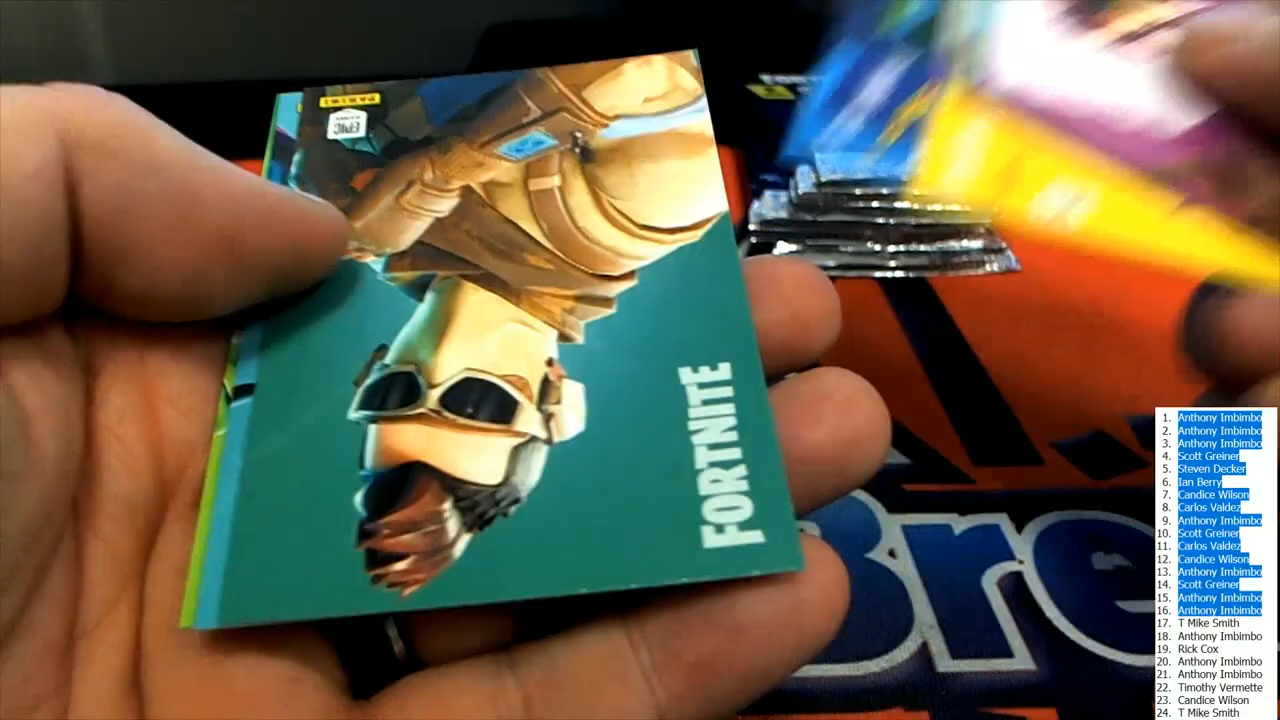 PANINI
EPIC
GAMES
FORTNITE
Bre
1. Anthony Imbimbo
2. Anthony Imbimbo
3. Anthony Imbimbo
4. Scott Greiner
5. Steven Decker
6. Ian Berry
7. Candice Wilson
8. Carlos Valdez
9. Anthony Imbimbo
10. Scott Greiner
11. Carlos Valdez
12. Candice Wilson
13. Anthony Imbimbo
14. Scott Greiner
15. Anthony Imbimbo
16. Anthony Imbimbo
17. T Mike Smith
18. Anthony Imbimbo
19. Rick Cox
20. Anthony Imbimbo
21. Anthony Imbimbo
22. Timothy Vermette
23. Candice Wilson
24. T Mike Smith